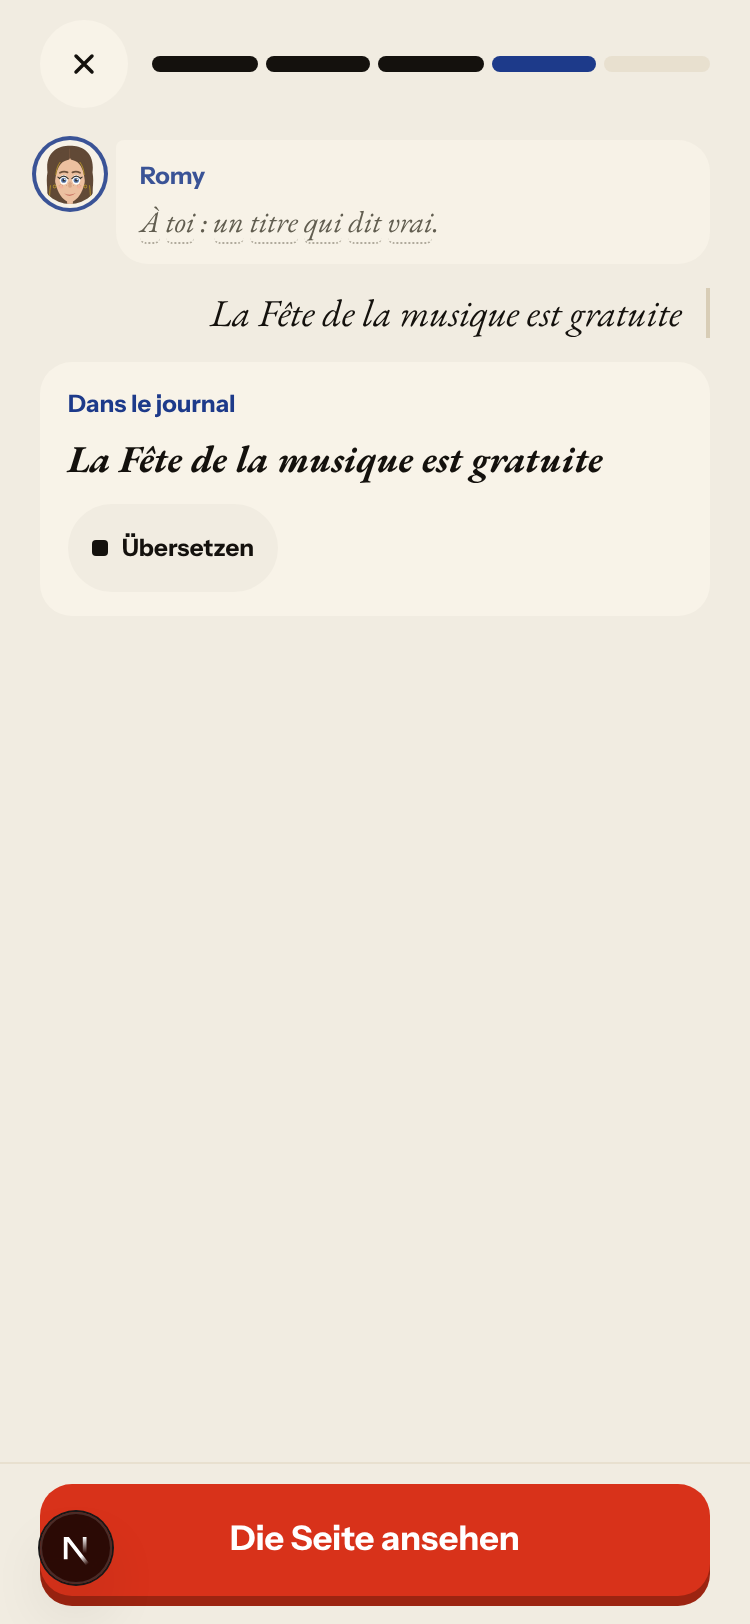 Romy
À toi : un titre qui dit vrai.
La Fête de la musique est gratuite
Dans le journal
La Fête de la musique est gratuite
Übersetzen
Die Seite ansehen
N